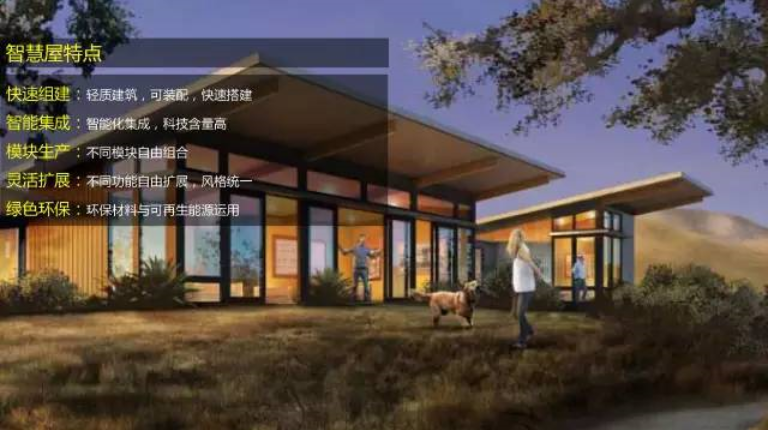 智慧屋特点
快速组建：轻质建筑，可装配，快速搭建
智能集成：智能化集成，科技含量高
模块生产：不同模块自由组合
灵活扩展：不同功能自由扩展，风格统一
绿色环保：环保材料与可再生能源运用